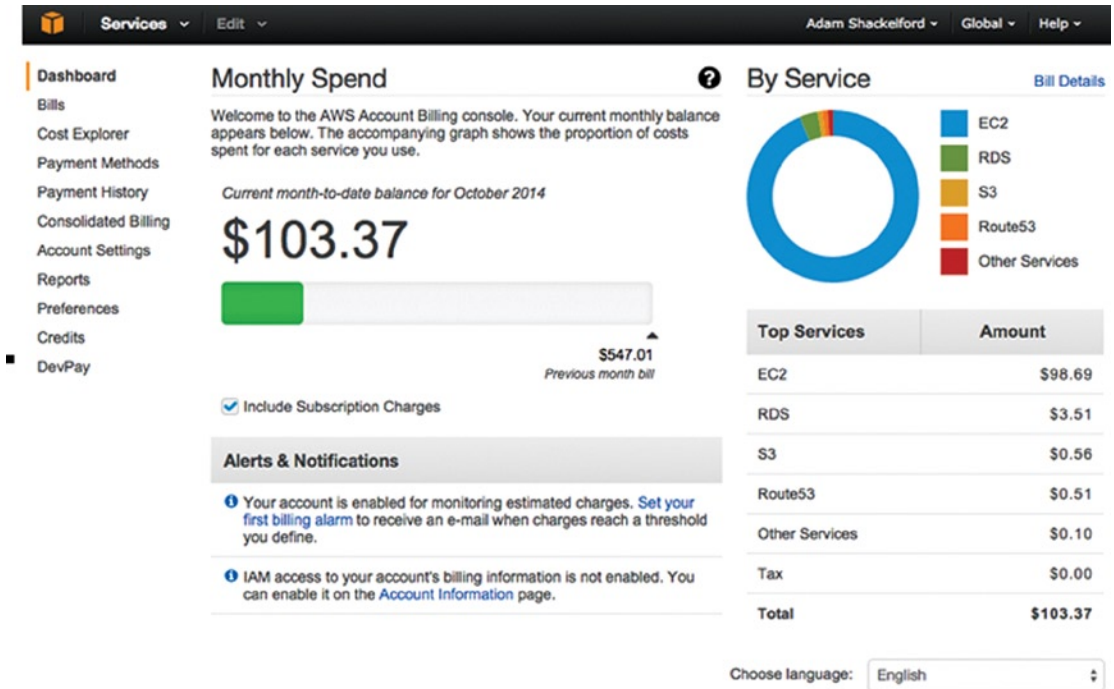 Services Edit Adam Shackelford Global Help
Dashboard
Bills
Cost Explorer
Payment Methods
Payment History
Consolidated Billing
Account Settings
Reports
Preferences
Credits
DevPay
Monthly Spend ?
Welcome to the AWS Account Billing console. Your current monthly balance
appears below. The accompanying graph shows the proportion of costs
spent for each service you use.
Current month-to-date balance for October 2014
$103.37
$547.01
Previous month bill
Include Subscription Charges
Alerts & Notifications
Your account is enabled for monitoring estimated charges. Set your
first billing alarm to receive an e-mail when charges reach a threshold
you define.
IAM access to your account's billing information is not enabled. You
can enable it on the Account Information page.
By Service Bill Details
EC2
RDS
S3
Route53
Other Services
Top Services Amount
EC2 $98.69
RDS $3.51
S3 $0.56
Route53 $0.51
Other Services $0.10
Tax $0.00
Total $103.37
Choose language: English